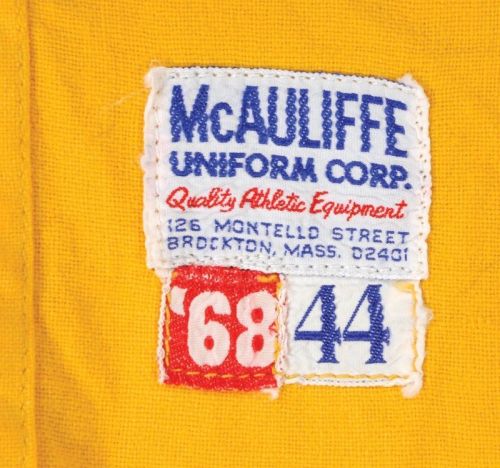 McAULIFFE
UNIFORM CORP.
Quality Athletic Equipment
126 MONTELLO STREET
BROCKTON, MASS. 02401
'68 44